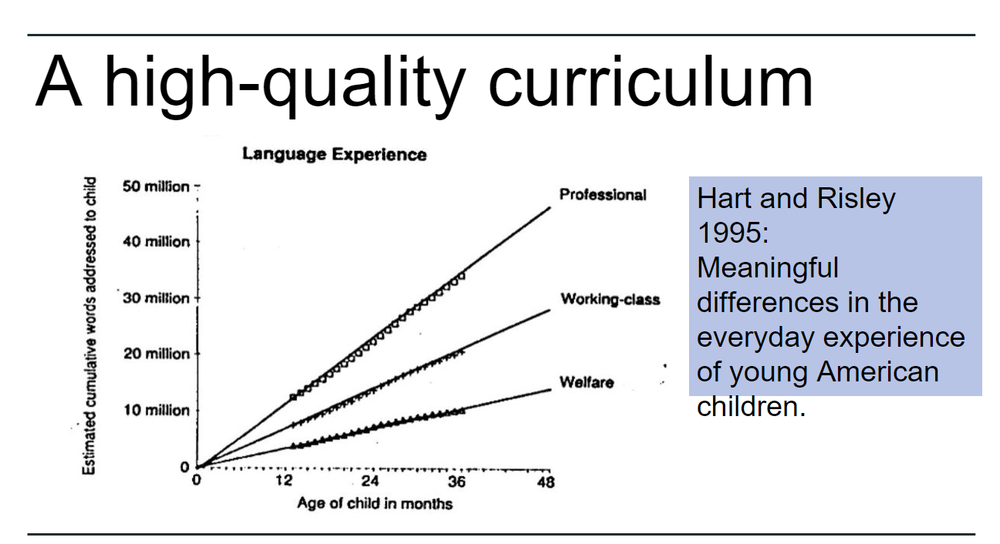 A high-quality curriculum
Language Experience
Estimated cumulative words addressed to child
50 million
40 million
30 million
20 million
10 million
0
0
12
24
36
48
Age of child in months
Professional
Working-class
Welfare
Hart and Risley
1995:
Meaningful
differences in the
everyday experience
of young American
children.